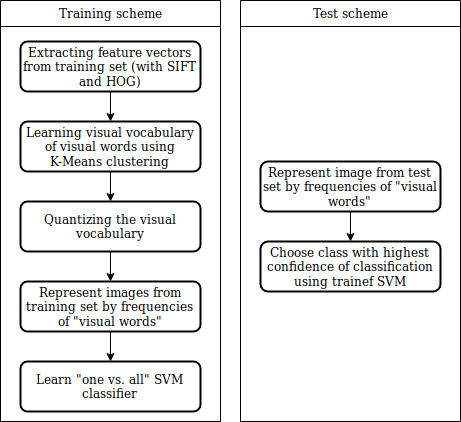 Training scheme
Extracting feature vectors
from training set (with SIFT
and HOG)
Learning visual vocabulary
of visual words using
K-Means clustering
Quantizing the visual
vocabulary
Represent images from
training set by frequencies
of "visual words"
Learn "one vs. all" SVM
classifier
Test scheme
Represent image from test
set by frequencies of "visual
words"
Choose class with highest
confidence of classification
using trainef SVM